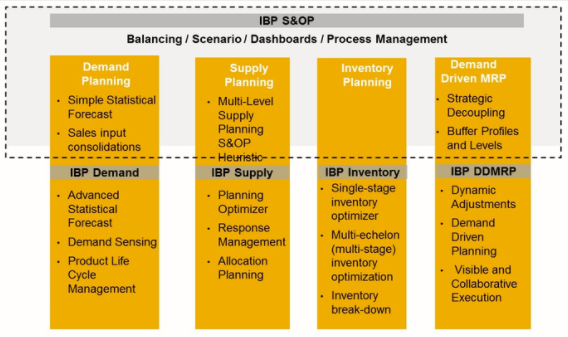 IBP S&OP
Balancing / Scenario / Dashboards / Process Management
Demand
Planning
• Simple Statistical
Forecast
• Sales input
consolidations
Supply
Planning
• Multi-Level
Supply
Planning
S&OP
Heuristic
Inventory
Planning
Demand
Driven MRP
• Strategic
Decoupling
• Buffer Profiles
and Levels
IBP Demand
• Advanced
Statistical
Forecast
• Demand Sensing
• Product Life
Cycle
Management
IBP Supply
• Planning
Optimizer
• Response
Management
• Allocation
Planning
IBP Inventory
• Single-stage
inventory
optimizer
• Multi-echelon
(multi-stage)
inventory
optimization
• Inventory
break-down
IBP DDMRP
• Dynamic
Adjustments
• Demand
Driven
Planning
• Visible and
Collaborative
Execution